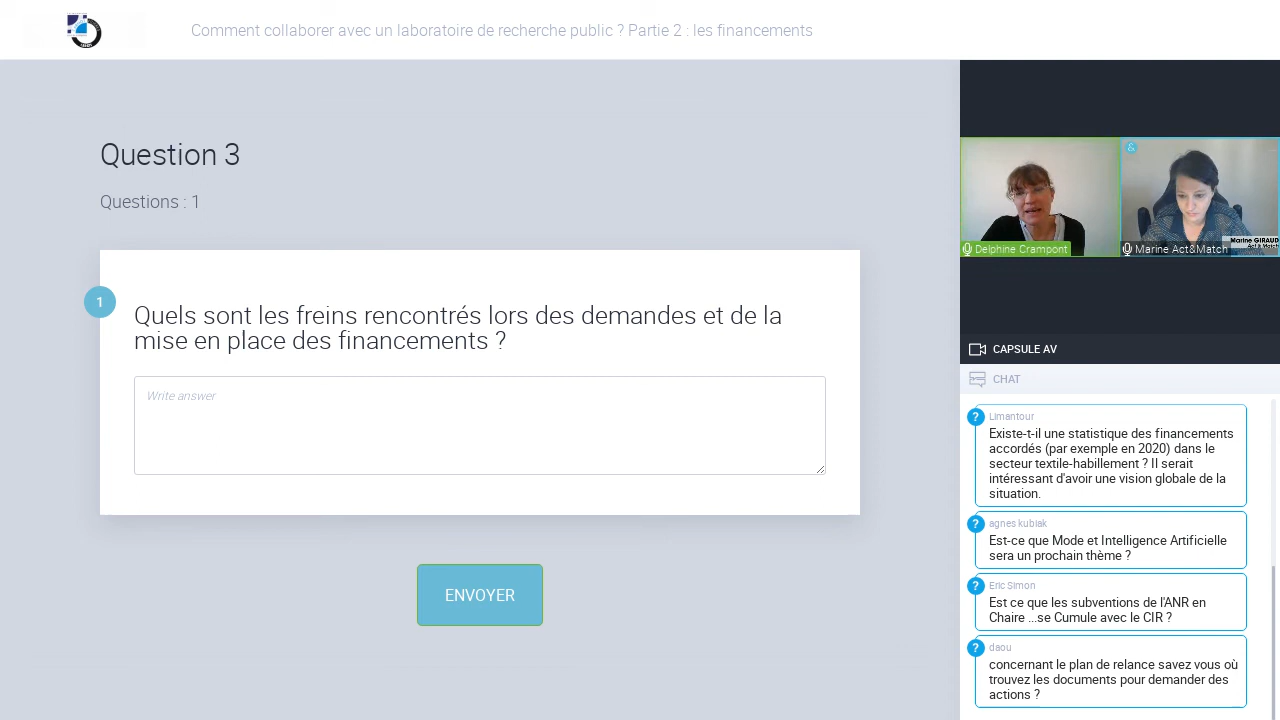 Comment collaborer avec un laboratoire de recherche public ? Partie 2 : les financements
Question 3
Questions : 1
1
Quels sont les freins rencontrés lors des demandes et de la
mise en place des financements ?
Write answer
ENVOYER
Delphine Crampont
Marine Act&Match
Marine GIRAUD
Act & Match
CAPSULE AV
CHAT
?
Limantour
Existe-t-il une statistique des financements
accordés (par exemple en 2020) dans le
secteur textile-habillement ? Il serait
intéressant d'avoir une vision globale de la
situation.
?
agnes kubiak
Est-ce que Mode et Intelligence Artificielle
sera un prochain thème ?
?
Eric Simon
Est ce que les subventions de l'ANR en
Chaire ...se Cumule avec le CIR ?
?
daou
concernant le plan de relance savez vous où
trouvez les documents pour demander des
actions ?